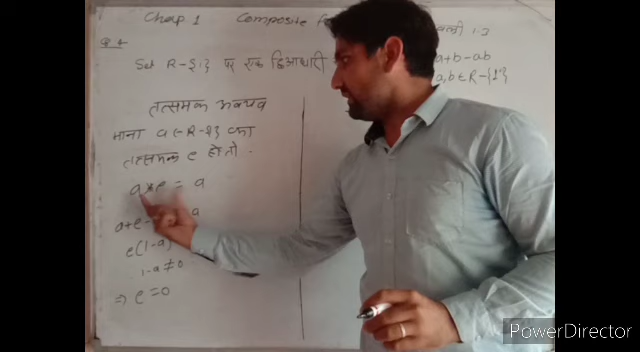 Chap 1 Composite
Q.4
Set R-{1} पर एक द्विआधारी
a+b-ab
a,b ∈ R-{1}
तत्समक अवयव
माना a ∈ R-{1} का
तत्समक e हो तो
a*e = a
a+e- a
e(1-a)
1-a≠0
⇒ e=0
PowerDirector